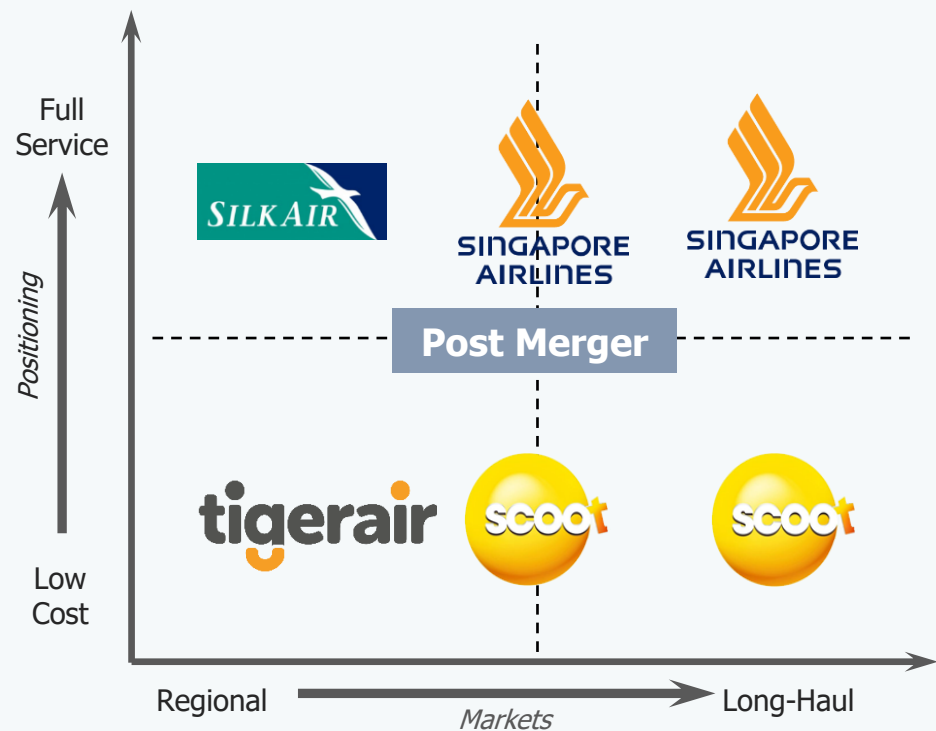 Full
Service
SILKAIR
SINGAPORE
AIRLINES
SINGAPORE
AIRLINES
Positioning
Post Merger
tigerair
scoot
scoot
Low
Cost
Regional
Long-Haul
Markets